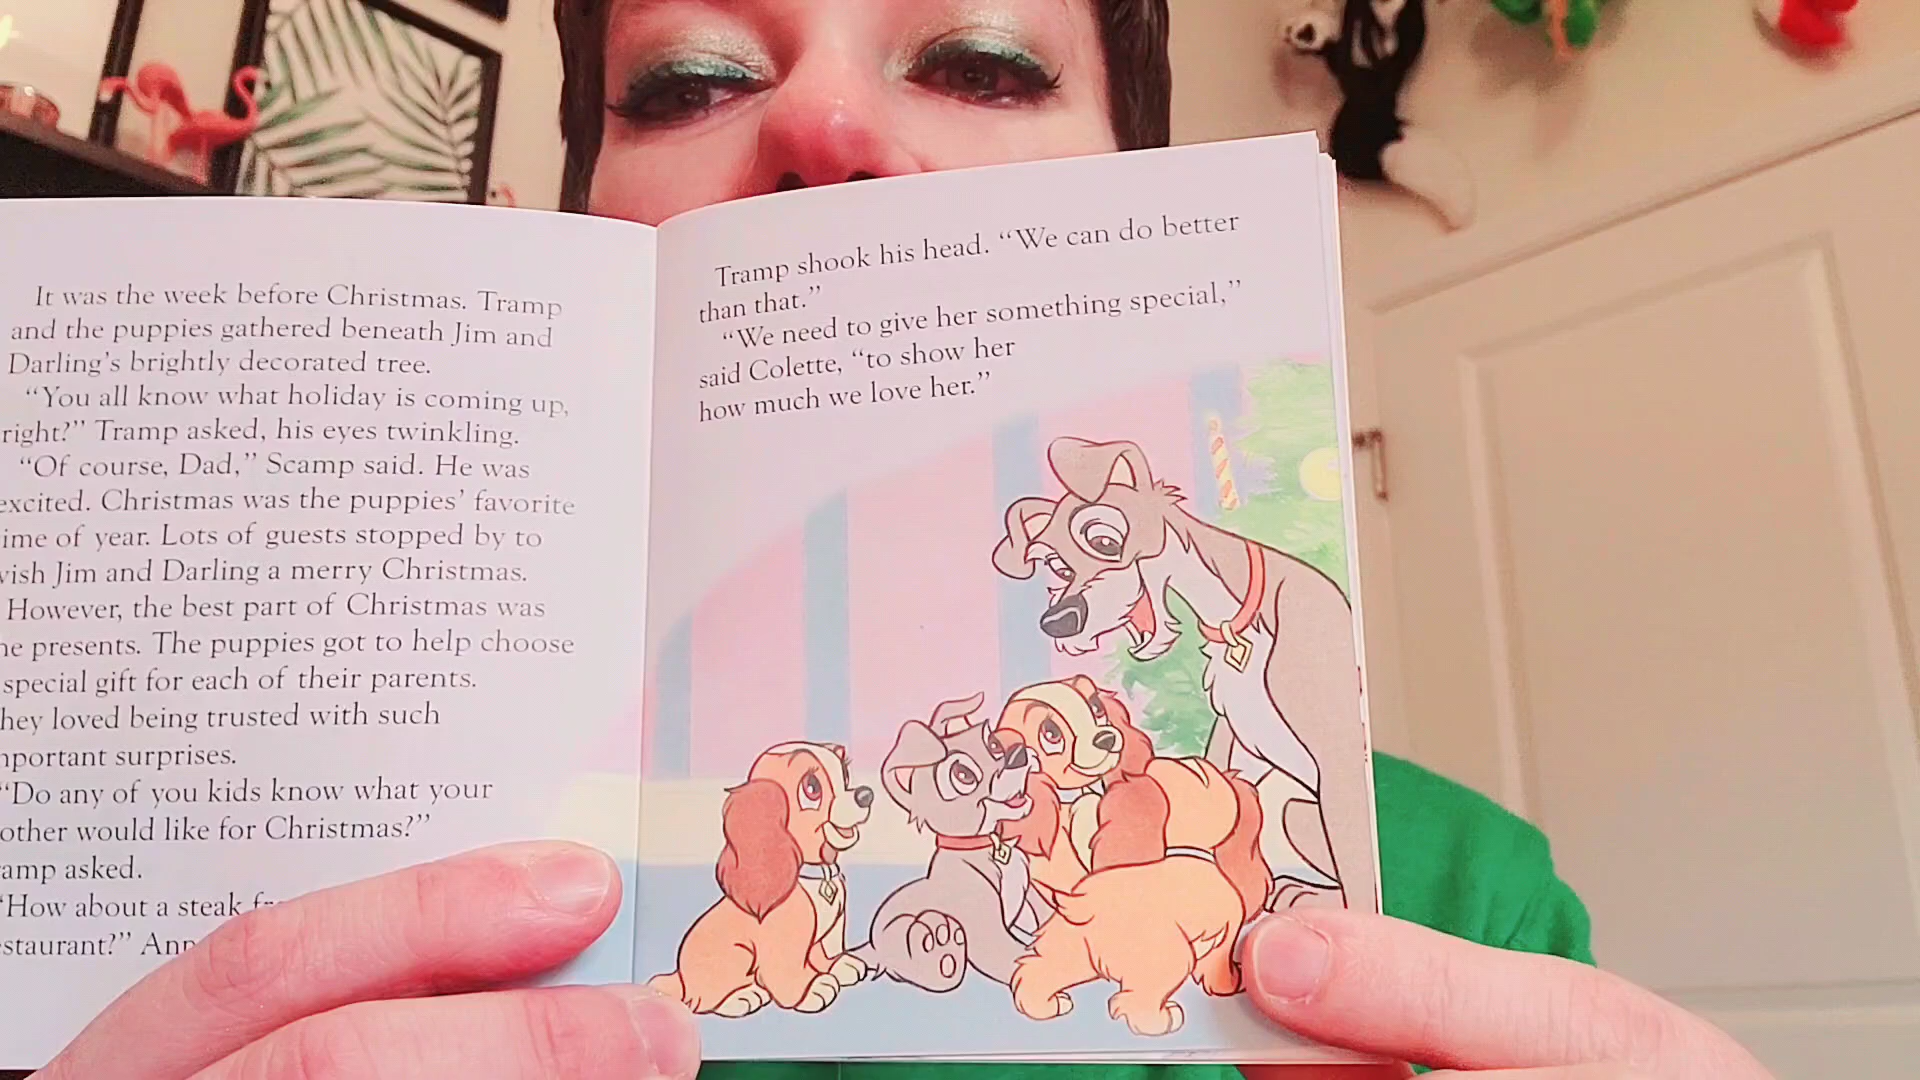 It was the week before Christmas. Tramp
and the puppies gathered beneath Jim and
Darling's brightly decorated tree.
"You all know what holiday is coming up,
right?" Tramp asked, his eyes twinkling.
"Of course, Dad," Scamp said. He was
excited. Christmas was the puppies' favorite
ime of year. Lots of guests stopped by to
vish Jim and Darling a merry Christmas.
However, the best part of Christmas was
he presents. The puppies got to help choose
special gift for each of their parents.
hey loved being trusted with such
mportant surprises.
"Do any of you kids know what your
other would like for Christmas?"
amp asked.
"How about a steak
staurant?" Ann
Tramp shook his head. "We can do better
than that."
"We need to give her something special,"
said Colette, "to show her
how much we love her."